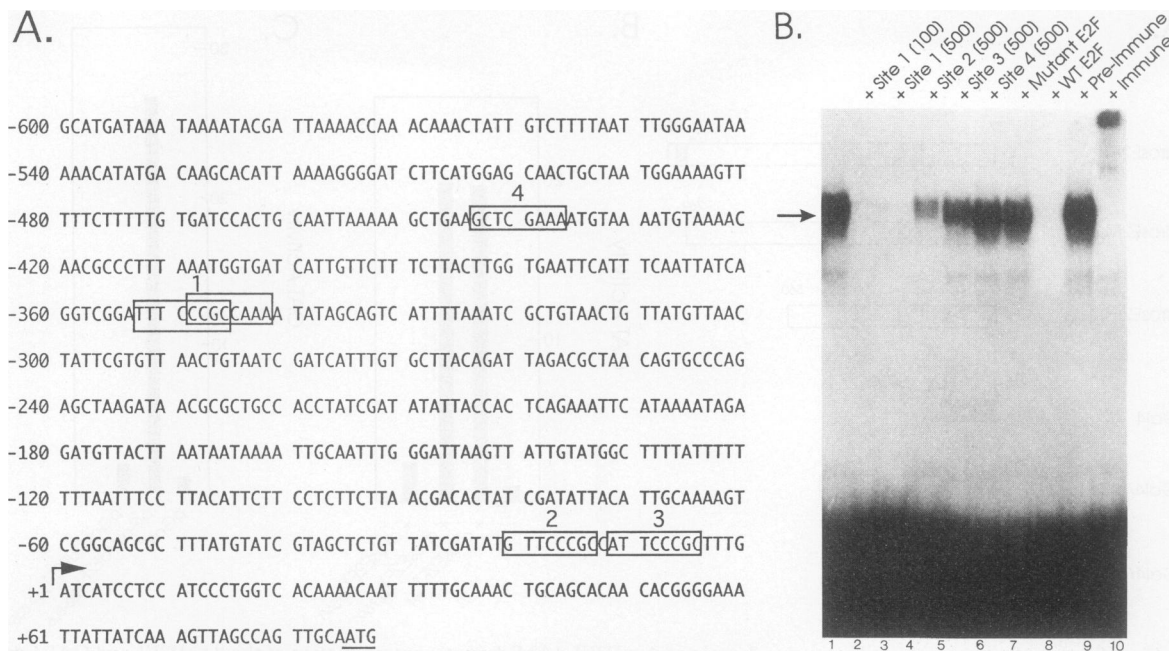 A.
-600 GCATGATAAA TAAAATACGA TTAAAACCAA ACAAACTATT GTCTTTTAAT TTGGGAATAA
-540 AAACATATGA CAAGCACATT AAAAGGGGAT CTTCATGGAG CAACTGCTAA TGGAAAAGTT
4
-480 TTTCTTTTTG TGATCCACTG CAATTAAAAA GCTGAAGCTC GAAAATGTAA AATGTAAAAC
-420 AACGCCCTTT AAATGGTGAT CATTGTTCTT TCTTACTTGG TGAATTCATT TCAATTATCA
1
-360 GGTCGGATTT CCCGCCAAAA TATAGCAGTCA TTTTAAATC GCTGTAACTG TTATGTTAAC
-300 TATTCGTGTT AACTGTAATC GATCATTTGT GCTTACAGAT TAGACGCTAA CAGTGCCCAG
-240 AGCTAAGATA ACGCGCTGCC ACCTATCGAT ATATTACCAC TCAGAAATTC ATAAAATAGA
-180 GATGTTACTT AATAATAAAA TTGCAATTTG GGATTAAGTT ATTGTATGGC TTTTATTTTT
-120 TTTAATTTCC TTACATTCTT CCTCTTCTTA ACGACACTAT CGATATTACA TTGCAAAAGT
2 3
-60 CCGGCAGCGC TTTATGTATC GTAGCTCTGT TATCGATATG TTCCCGCCAT TCCCGCTTTG
+1 ATCATCCTCC ATCCCTGGTC ACAAAACAAT TTTTGCAAAC TGCAGCACAA CACGGGGAAA
+61 TTATTATCAA AGTTAGCCAG TTGCAATG
B.
+ Site 1 (100)
+ Site 1 (500)
+ Site 2 (500)
+ Site 3 (500)
+ Site 4 (500)
+ Mutant E2F
+ WT E2F
+ Pre-Immune
+ Immune
1 2 3 4 5 6 7 8 9 10